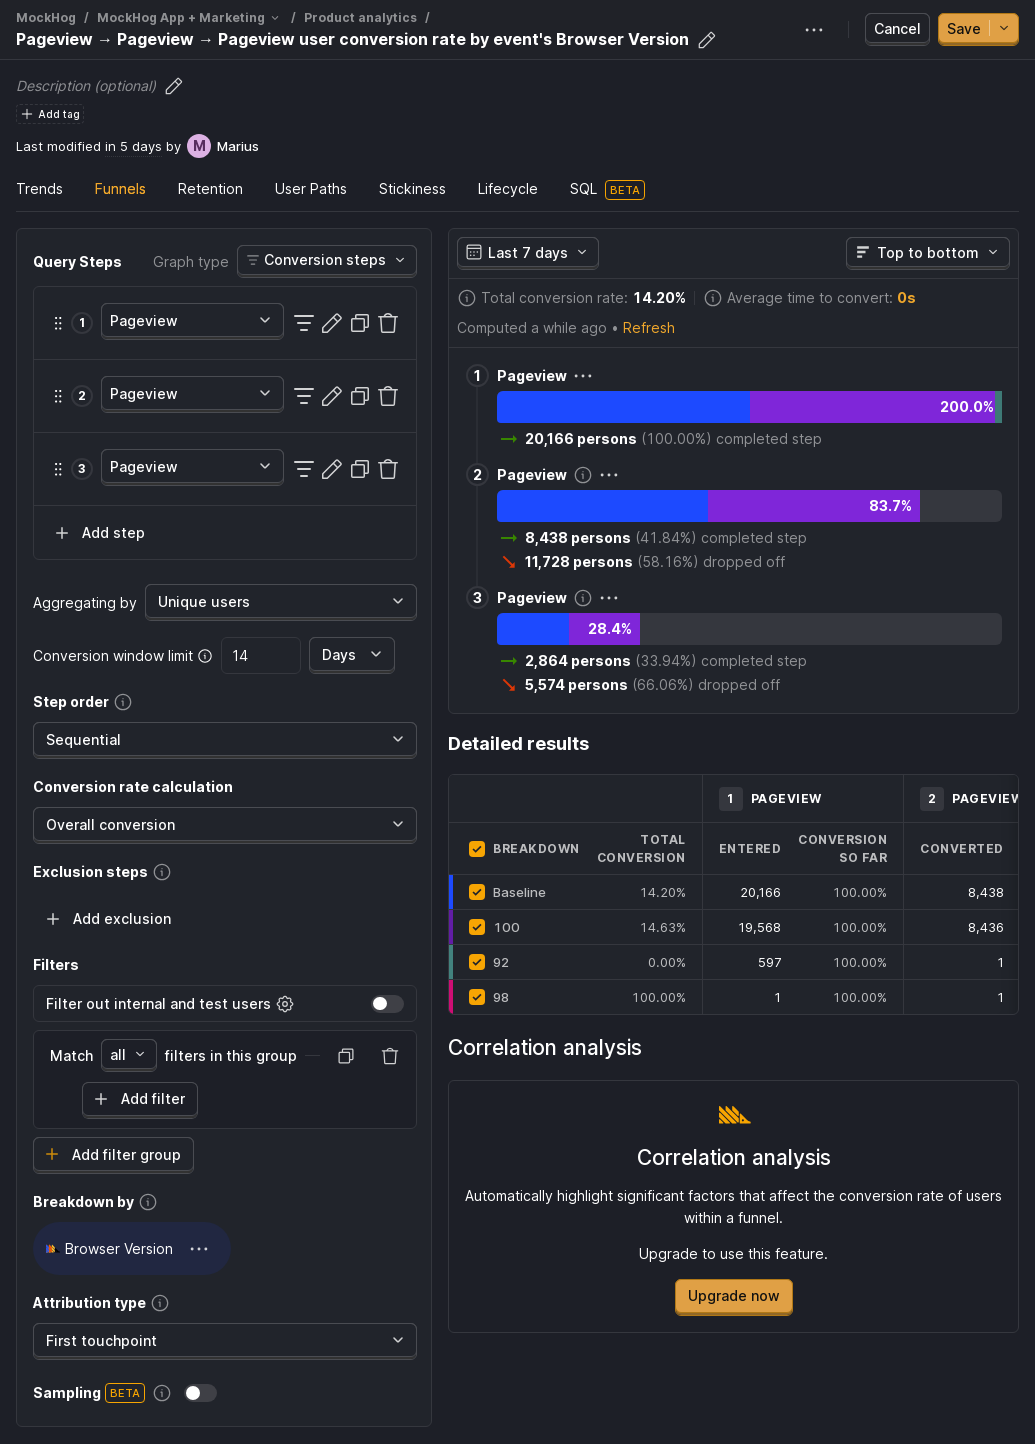 MockHog / MockHog App + Marketing / Product analytics /
Pageview → Pageview → Pageview user conversion rate by event's Browser Version
Cancel
Save
Description (optional)
+ Add tag
Last modified in 5 days by M Marius
Trends Funnels Retention User Paths Stickiness Lifecycle SQL BETA
Query Steps Graph type Conversion steps
1 Pageview
2 Pageview
3 Pageview
+ Add step
Aggregating by Unique users
Conversion window limit 14 Days
Step order
Sequential
Conversion rate calculation
Overall conversion
Exclusion steps
+ Add exclusion
Filters
Filter out internal and test users
Match all filters in this group
+ Add filter
+ Add filter group
Breakdown by
Browser Version
Attribution type
First touchpoint
Sampling BETA
Last 7 days Top to bottom
Total conversion rate: 14.20% Average time to convert: 0s
Computed a while ago • Refresh
1 Pageview
200.0%
20,166 persons (100.00%) completed step
2 Pageview
83.7%
8,438 persons (41.84%) completed step
11,728 persons (58.16%) dropped off
3 Pageview
28.4%
2,864 persons (33.94%) completed step
5,574 persons (66.06%) dropped off
Detailed results
1 PAGEVIEW 2 PAGEVIEW
BREAKDOWN TOTAL CONVERSION ENTERED CONVERSION SO FAR CONVERTED
Baseline 14.20% 20,166 100.00% 8,438
100 14.63% 19,568 100.00% 8,436
92 0.00% 597 100.00% 1
98 100.00% 1 100.00% 1
Correlation analysis
Correlation analysis
Automatically highlight significant factors that affect the conversion rate of users
within a funnel.
Upgrade to use this feature.
Upgrade now